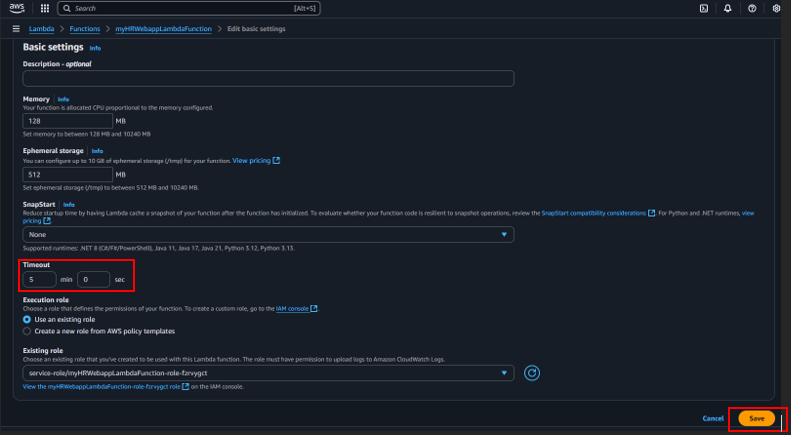 aws
Search [Alt+S]
Lambda > Functions > myHRWebappLambdaFunction > Edit basic settings
Basic settings Info
Description - optional
Memory Info
Your function is allocated CPU proportional to the memory configured.
128 MB
Set memory to between 128 MB and 10240 MB
Ephemeral storage Info
You can configure up to 10 GB of ephemeral storage (/tmp) for your function. View pricing
512 MB
Set ephemeral storage (/tmp) to between 512 MB and 10240 MB.
SnapStart Info
Reduce startup time by having Lambda cache a snapshot of your function after the function has initialized. To evaluate whether your function code is resilient to snapshot operations, review the SnapStart compatibility considerations. For Python and .NET runtimes, view
pricing
None
Supported runtimes: .NET 8 (C#/F#/PowerShell), Java 11, Java 17, Java 21, Python 3.12, Python 3.13.
Timeout
5 min 0 sec
Execution role
Choose a role that defines the permissions of your function. To create a custom role, go to the IAM console.
Use an existing role
Create a new role from AWS policy templates
Existing role
Choose an existing role that you've created to be used with this Lambda function. The role must have permission to upload logs to Amazon CloudWatch Logs.
service-role/myHRWebappLambdaFunction-role-fzrvygct
View the myHRWebappLambdaFunction-role-fzrvygct role on the IAM console.
Cancel Save